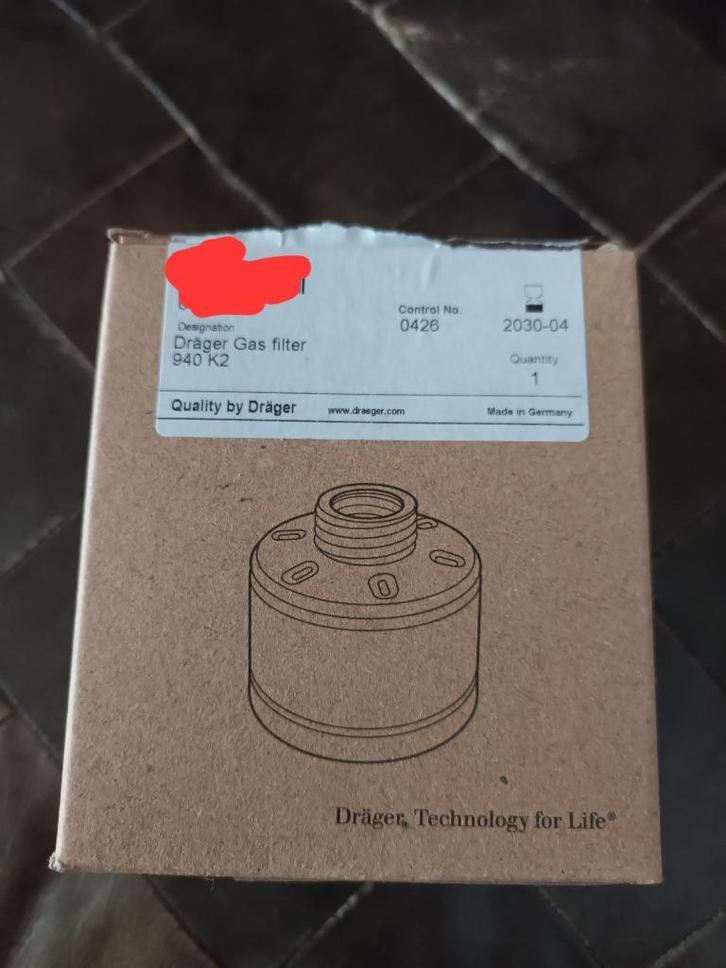 Designation
Dräger Gas filter
940 K2
Control No.
0426
2030-04
Quantity
1
Quality by Dräger
www.draeger.com
Made in Germany
Dräger, Technology for Life®